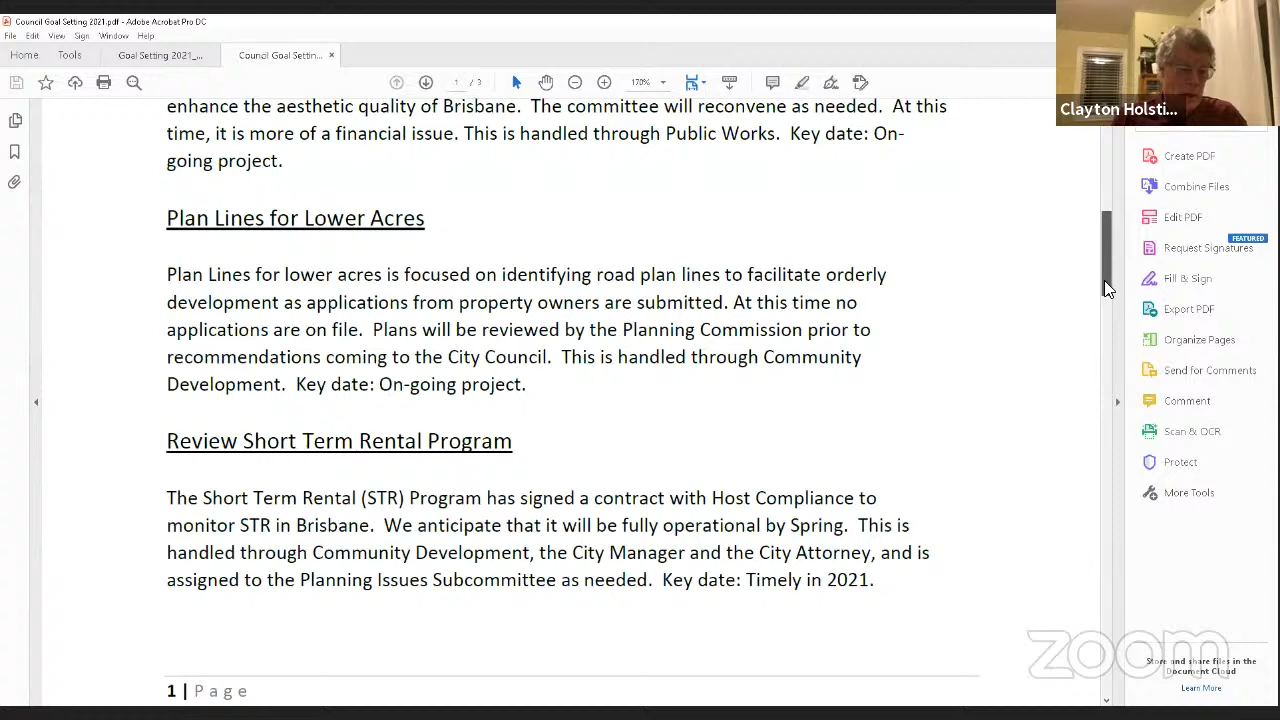 Council Goal Setting 2021.pdf - Adobe Acrobat Pro DC
File Edit View Sign Window Help
Home Tools Goal Setting 2021_... Council Goal Settin... ×
1 / 3 170%
Clayton Holsti...
enhance the aesthetic quality of Brisbane. The committee will reconvene as needed. At this
time, it is more of a financial issue. This is handled through Public Works. Key date: On-
going project.
Plan Lines for Lower Acres
Plan Lines for lower acres is focused on identifying road plan lines to facilitate orderly
development as applications from property owners are submitted. At this time no
applications are on file. Plans will be reviewed by the Planning Commission prior to
recommendations coming to the City Council. This is handled through Community
Development. Key date: On-going project.
Review Short Term Rental Program
The Short Term Rental (STR) Program has signed a contract with Host Compliance to
monitor STR in Brisbane. We anticipate that it will be fully operational by Spring. This is
handled through Community Development, the City Manager and the City Attorney, and is
assigned to the Planning Issues Subcommittee as needed. Key date: Timely in 2021.
1 | Page
Create PDF
Combine Files
Edit PDF
FEATURED
Request Signatures
Fill & Sign
Export PDF
Organize Pages
Send for Comments
Comment
Scan & OCR
Protect
More Tools
zoom
Store and share files in the
Document Cloud
Learn More